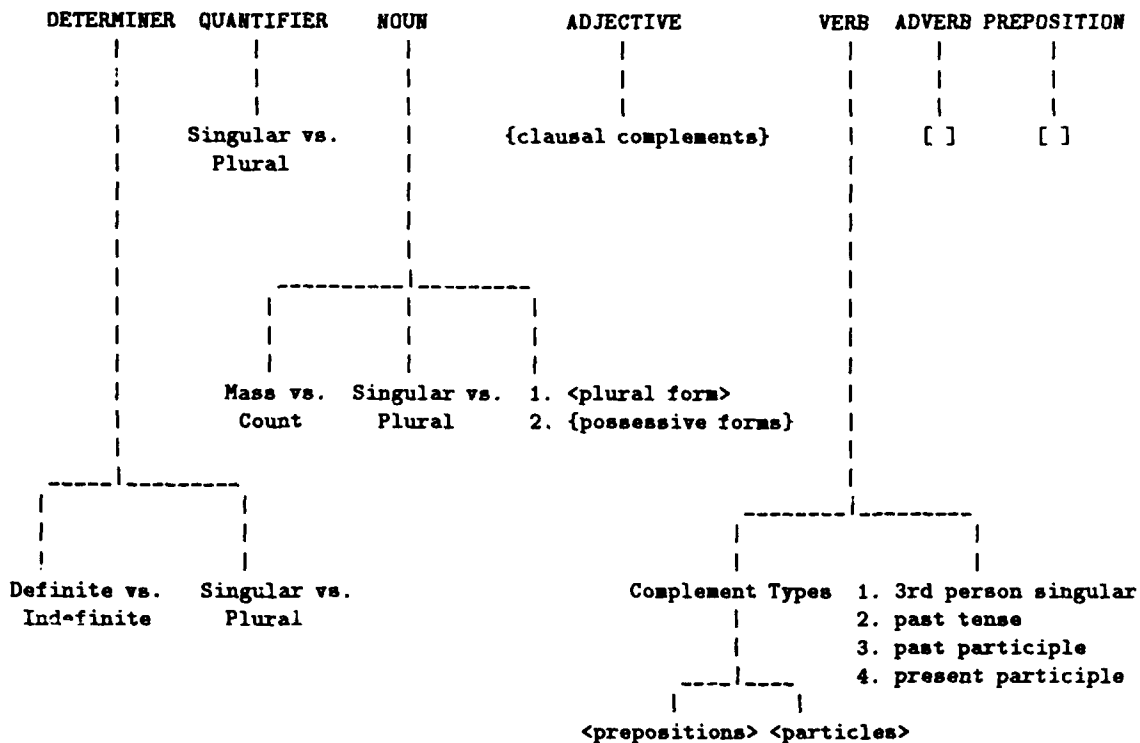 DETERMINER QUANTIFIER NOUN ADJECTIVE VERB ADVERB PREPOSITION
Singular vs. {clausal complements} [ ] [ ]
Plural
Mass vs. Singular vs. 1. <plural form>
Count Plural 2. {possessive forms}
Definite vs. Singular vs. Complement Types 1. 3rd person singular
Indefinite Plural 2. past tense
3. past participle
4. present participle
<prepositions> <particles>